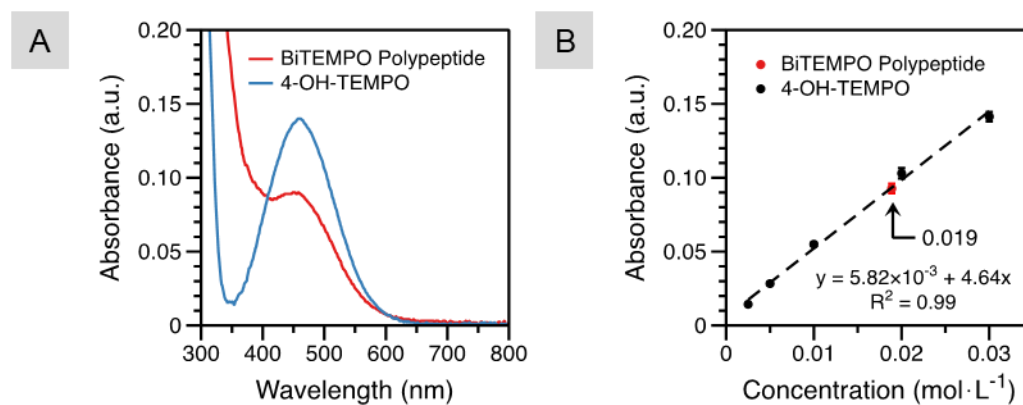 A
0.20
0.15
0.10
0.05
0
300 400 500 600 700 800
Absorbance (a.u.)
Wavelength (nm)
BiTEMPO Polypeptide
4-OH-TEMPO
B
0.20
0.15
0.10
0.05
0
0 0.01 0.02 0.03
Absorbance (a.u.)
Concentration (mol·L⁻¹)
BiTEMPO Polypeptide
4-OH-TEMPO
0.019
y = 5.82×10⁻³ + 4.64x
R² = 0.99